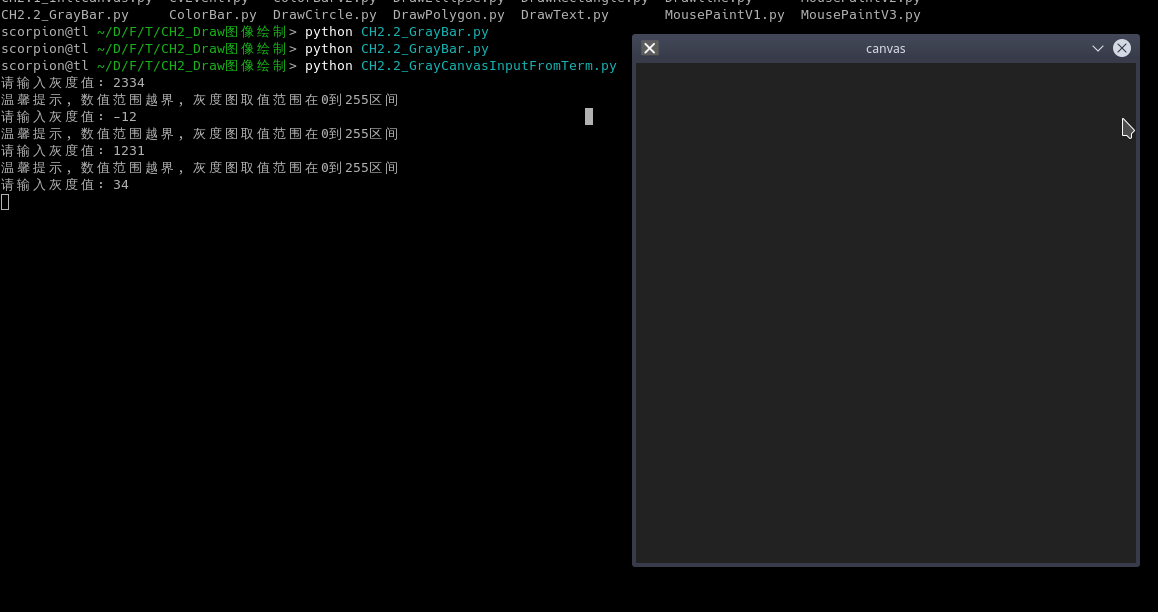 CH2.2_GrayBar.py ColorBar.py DrawCircle.py DrawPolygon.py DrawText.py MousePaintV1.py MousePaintV3.py
scorpion@tl ~/D/F/T/CH2_Draw图像绘制> python CH2.2_GrayBar.py
scorpion@tl ~/D/F/T/CH2_Draw图像绘制> python CH2.2_GrayBar.py
scorpion@tl ~/D/F/T/CH2_Draw图像绘制> python CH2.2_GrayCanvasInputFromTerm.py
请输入灰度值: 2334
温馨提示, 数值范围越界, 灰度图取值范围在0到255区间
请输入灰度值: -12
温馨提示, 数值范围越界, 灰度图取值范围在0到255区间
请输入灰度值: 1231
温馨提示, 数值范围越界, 灰度图取值范围在0到255区间
请输入灰度值: 34
canvas